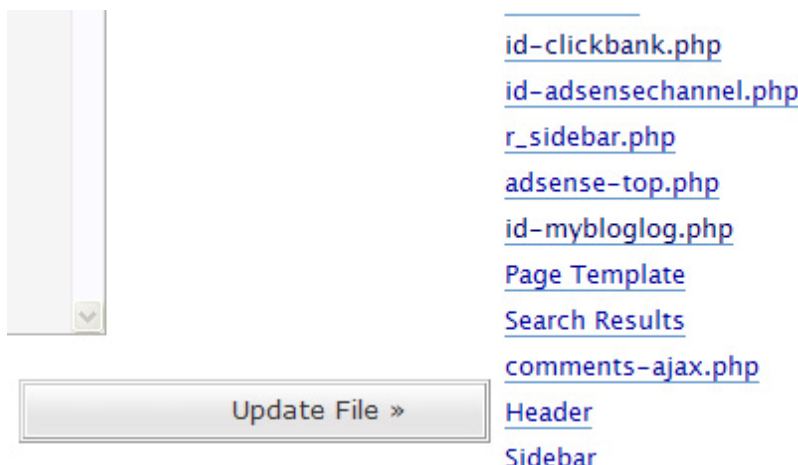 id-clickbank.php
id-adsensechannel.php
r_sidebar.php
adsense-top.php
id-mybloglog.php
Page Template
Search Results
comments-ajax.php
Update File »
Header
Sidebar